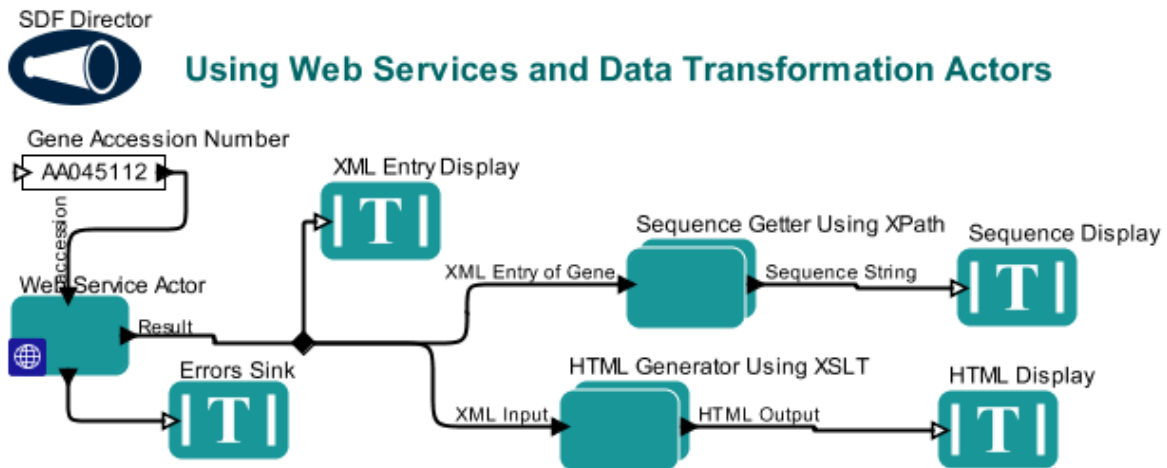 SDF Director
Using Web Services and Data Transformation Actors
Gene Accession Number
AA045112
accession
XML Entry Display
T
Sequence Getter Using XPath
Sequence Display
XML Entry of Gene
Sequence String
T
Web Service Actor
Result
Errors Sink
T
HTML Generator Using XSLT
HTML Display
XML Input
HTML Output
T